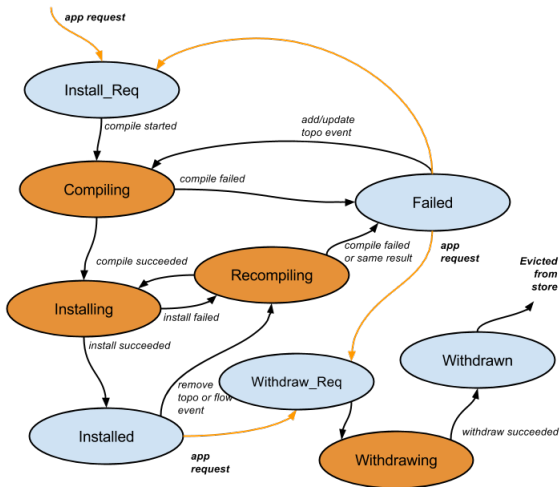 app request
Install_Req
compile started
add/update
topo event
Compiling
compile failed
Failed
compile succeeded
Recompiling
compile failed
or same result
app
request
Evicted
from
store
Installing
install failed
install succeeded
remove
topo or flow
event
Withdraw_Req
Withdrawn
Installed
app
request
Withdrawing
withdraw succeeded